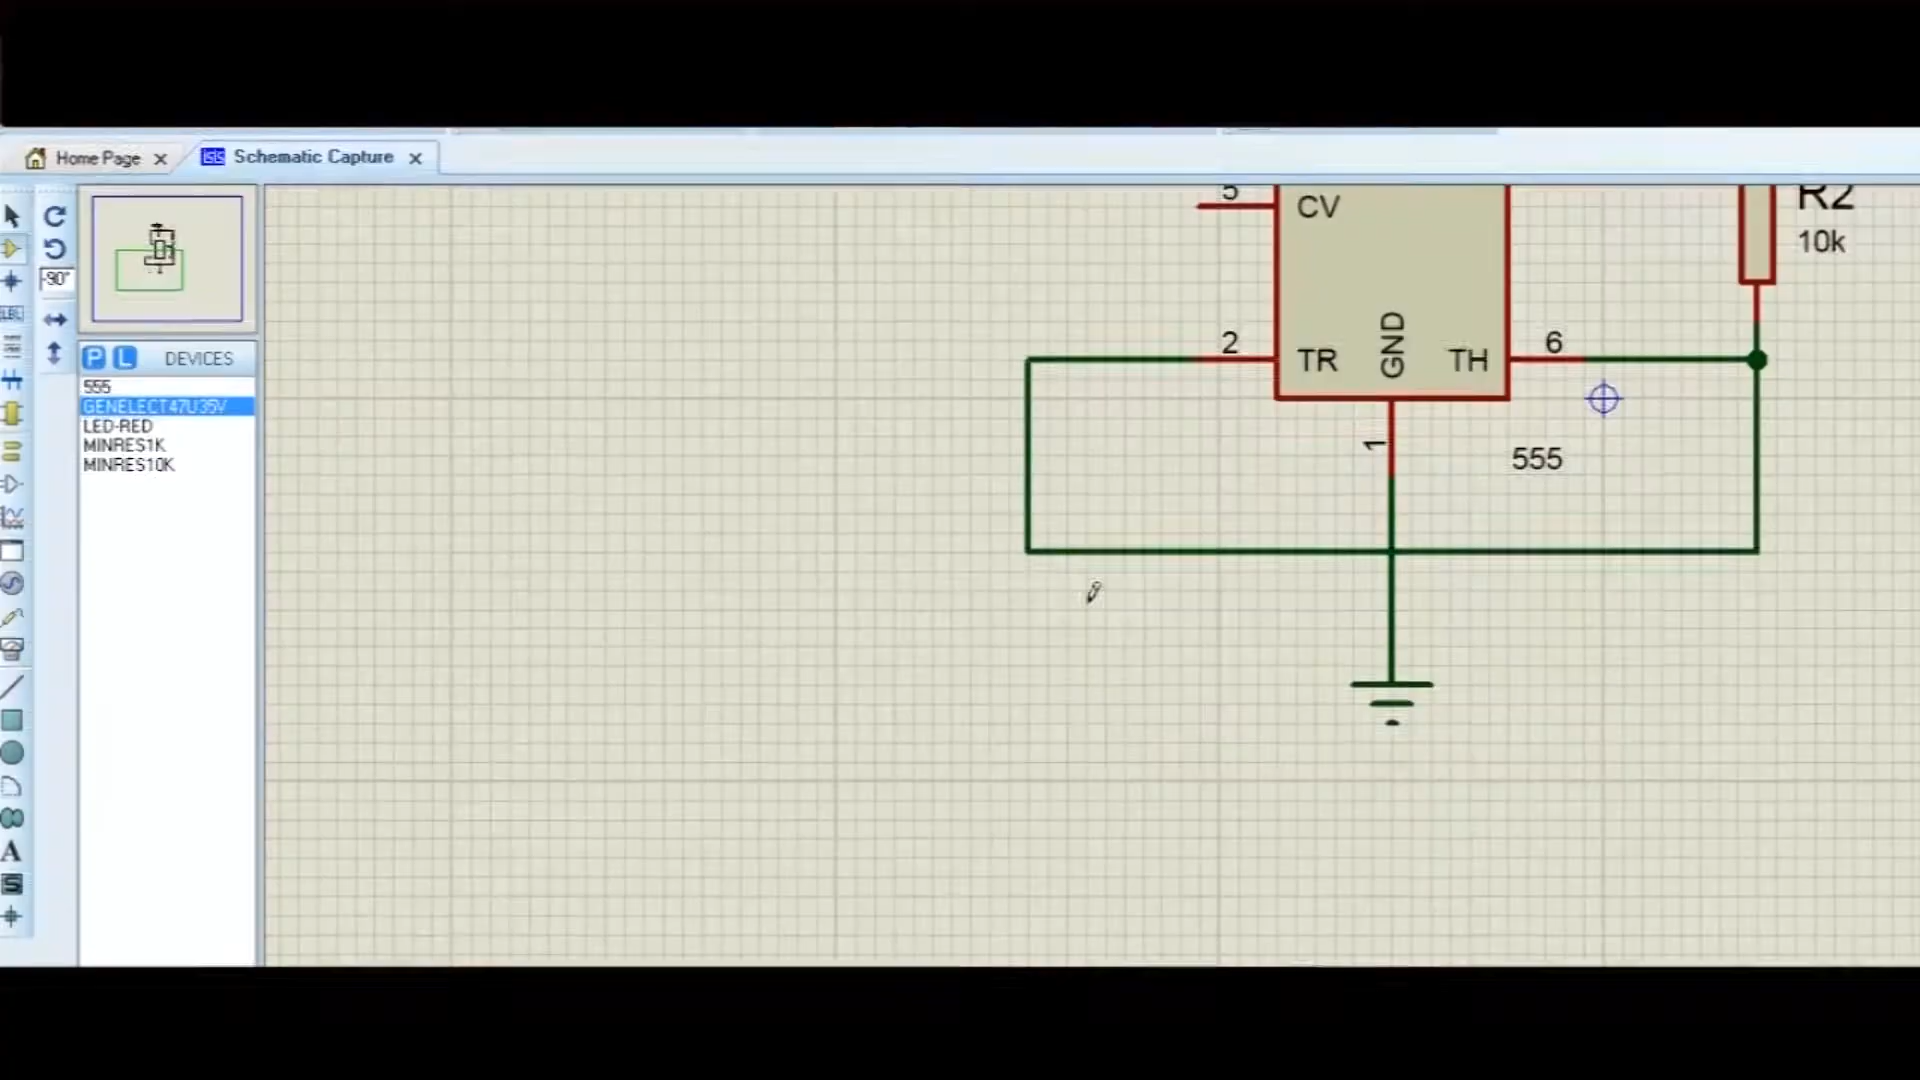 Home Page
Schematic Capture
-90°
LBL
P L DEVICES
555
GENELECT47U35V
LED-RED
MINRES1K
MINRES10K
A
S
5
CV
R2
10k
2
TR
GND
TH
6
1
555